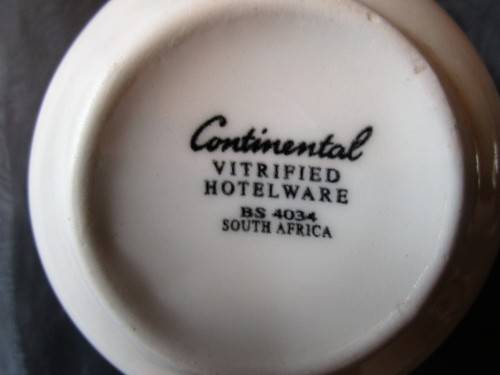 Continental
VITRIFIED
HOTELWARE
BS 4034
SOUTH AFRICA